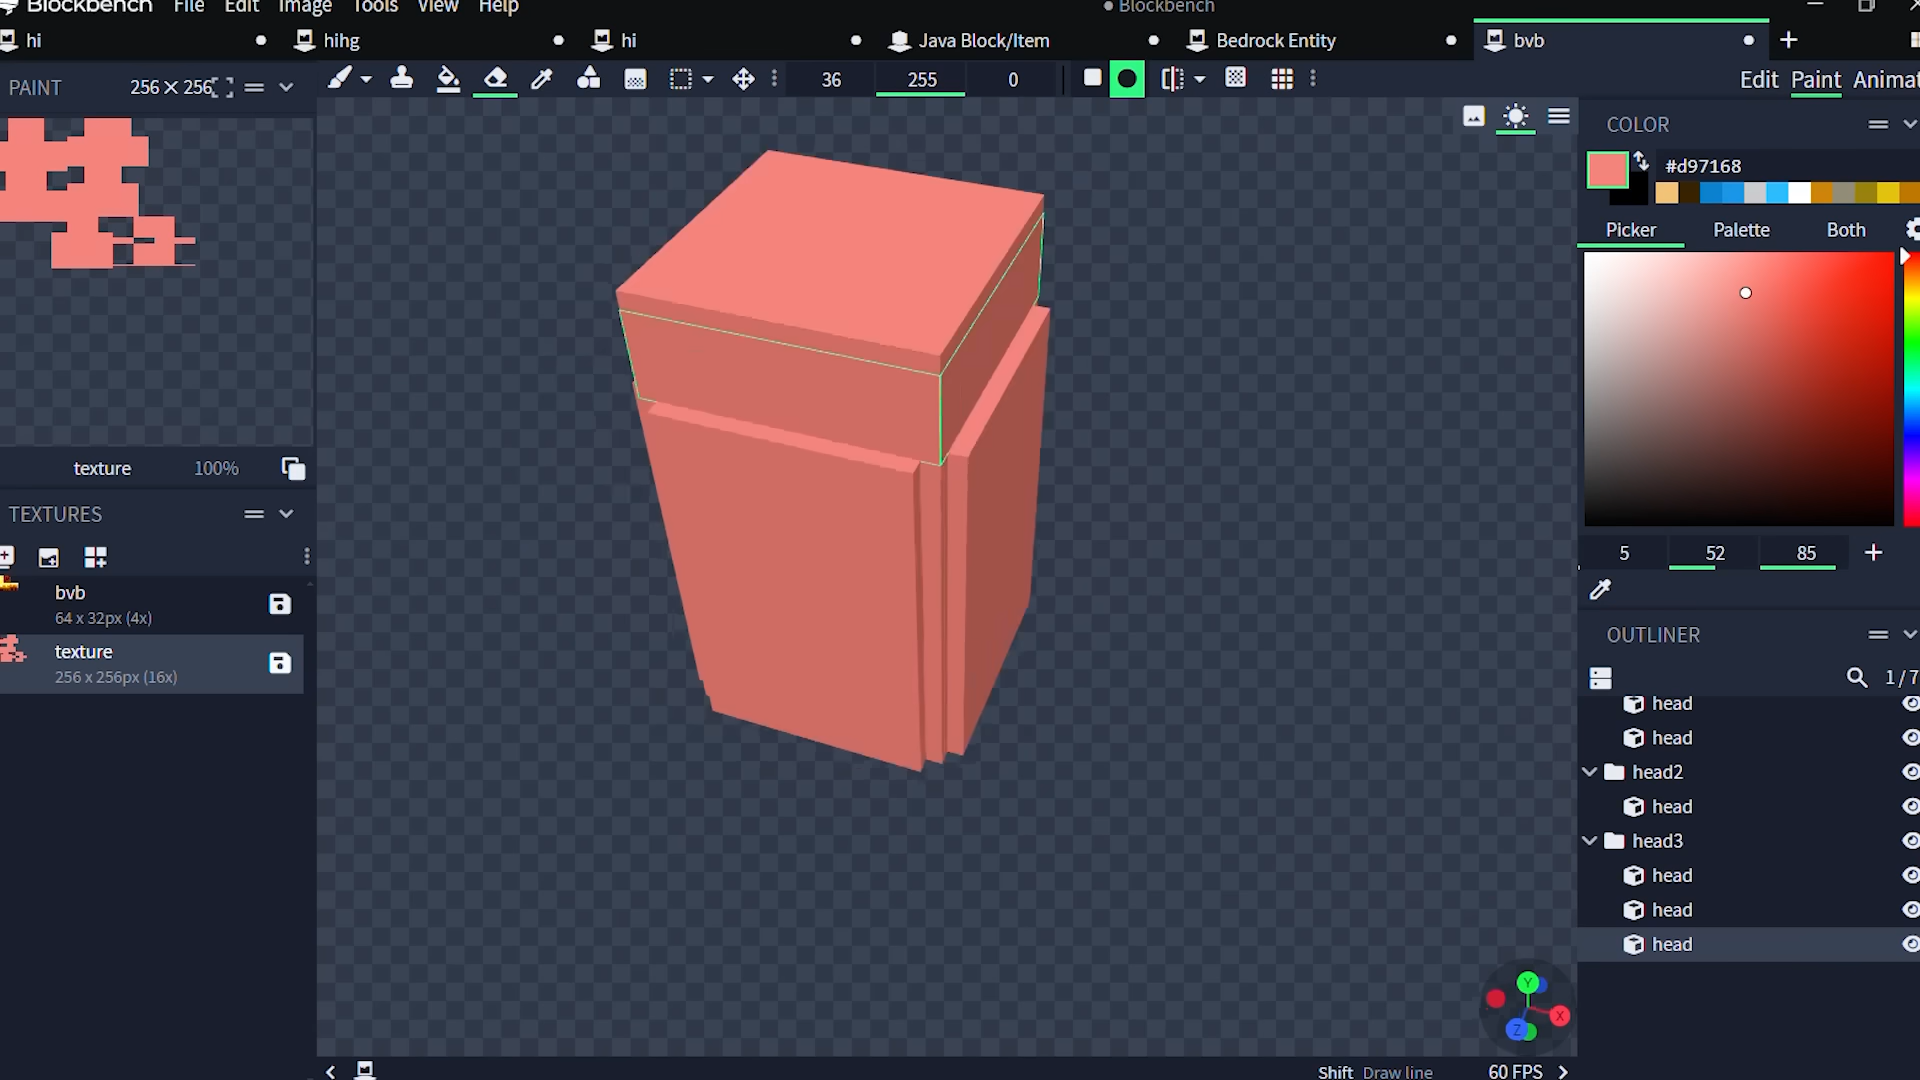 Blockbench File Edit Image Tools View Help
Blockbench
hi
hihg
hi
Java Block/Item
Bedrock Entity
bvb
PAINT 256 × 256
36 255 0
Edit Paint Animat
COLOR
#d97168
Picker Palette Both
5 52 85
texture 100%
TEXTURES
bvb
64 x 32px (4x)
texture
256 x 256px (16x)
OUTLINER
1 / 7
head
head
head2
head
head3
head
head
head
Y
X
Z
Shift Draw line
60 FPS